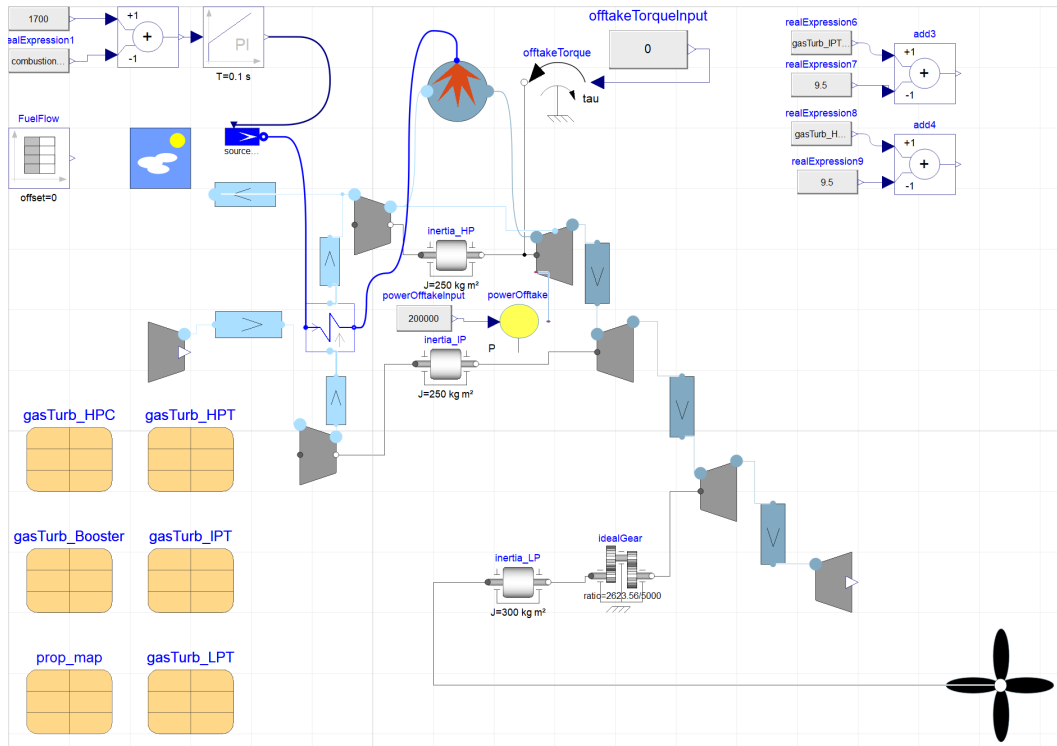 1700
+1
-1
+
PI
T=0.1 s
ealExpression1
combustion...
offtakeTorqueInput
0
offtakeTorque
tau
realExpression6
gasTurb_IPT...
realExpression7
9.5
add3
+1
-1
+
realExpression8
gasTurb_H...
realExpression9
9.5
add4
+1
-1
+
FuelFlow
offset=0
source...
inertia_HP
J=250 kg m²
powerOfftakeInput
200000
powerOfftake
P
inertia_IP
J=250 kg m²
gasTurb_HPC
gasTurb_HPT
gasTurb_Booster
gasTurb_IPT
prop_map
gasTurb_LPT
inertia_LP
J=300 kg m²
idealGear
ratio=2623.56/5000